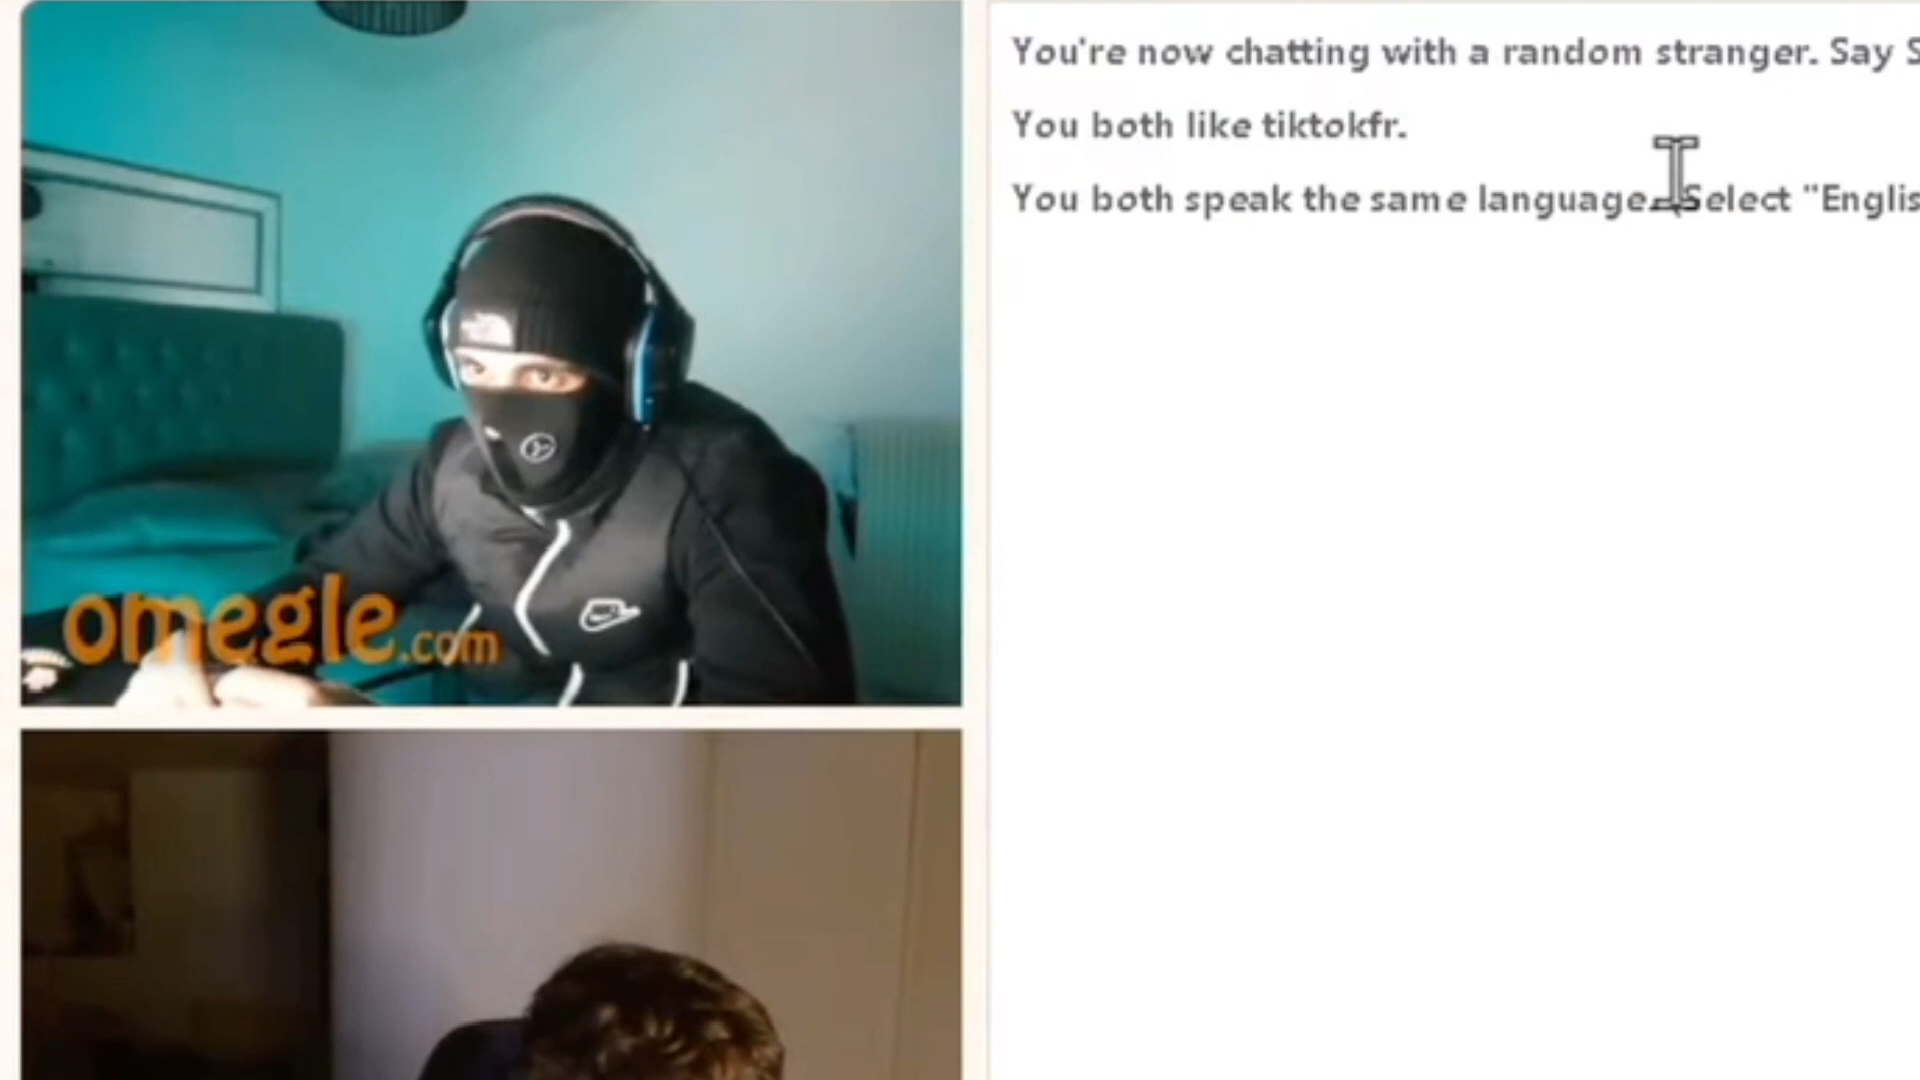 You're now chatting with a random stranger. Say
You both like tiktokfr.
You both speak the same language. Select "Englis
omegle.com